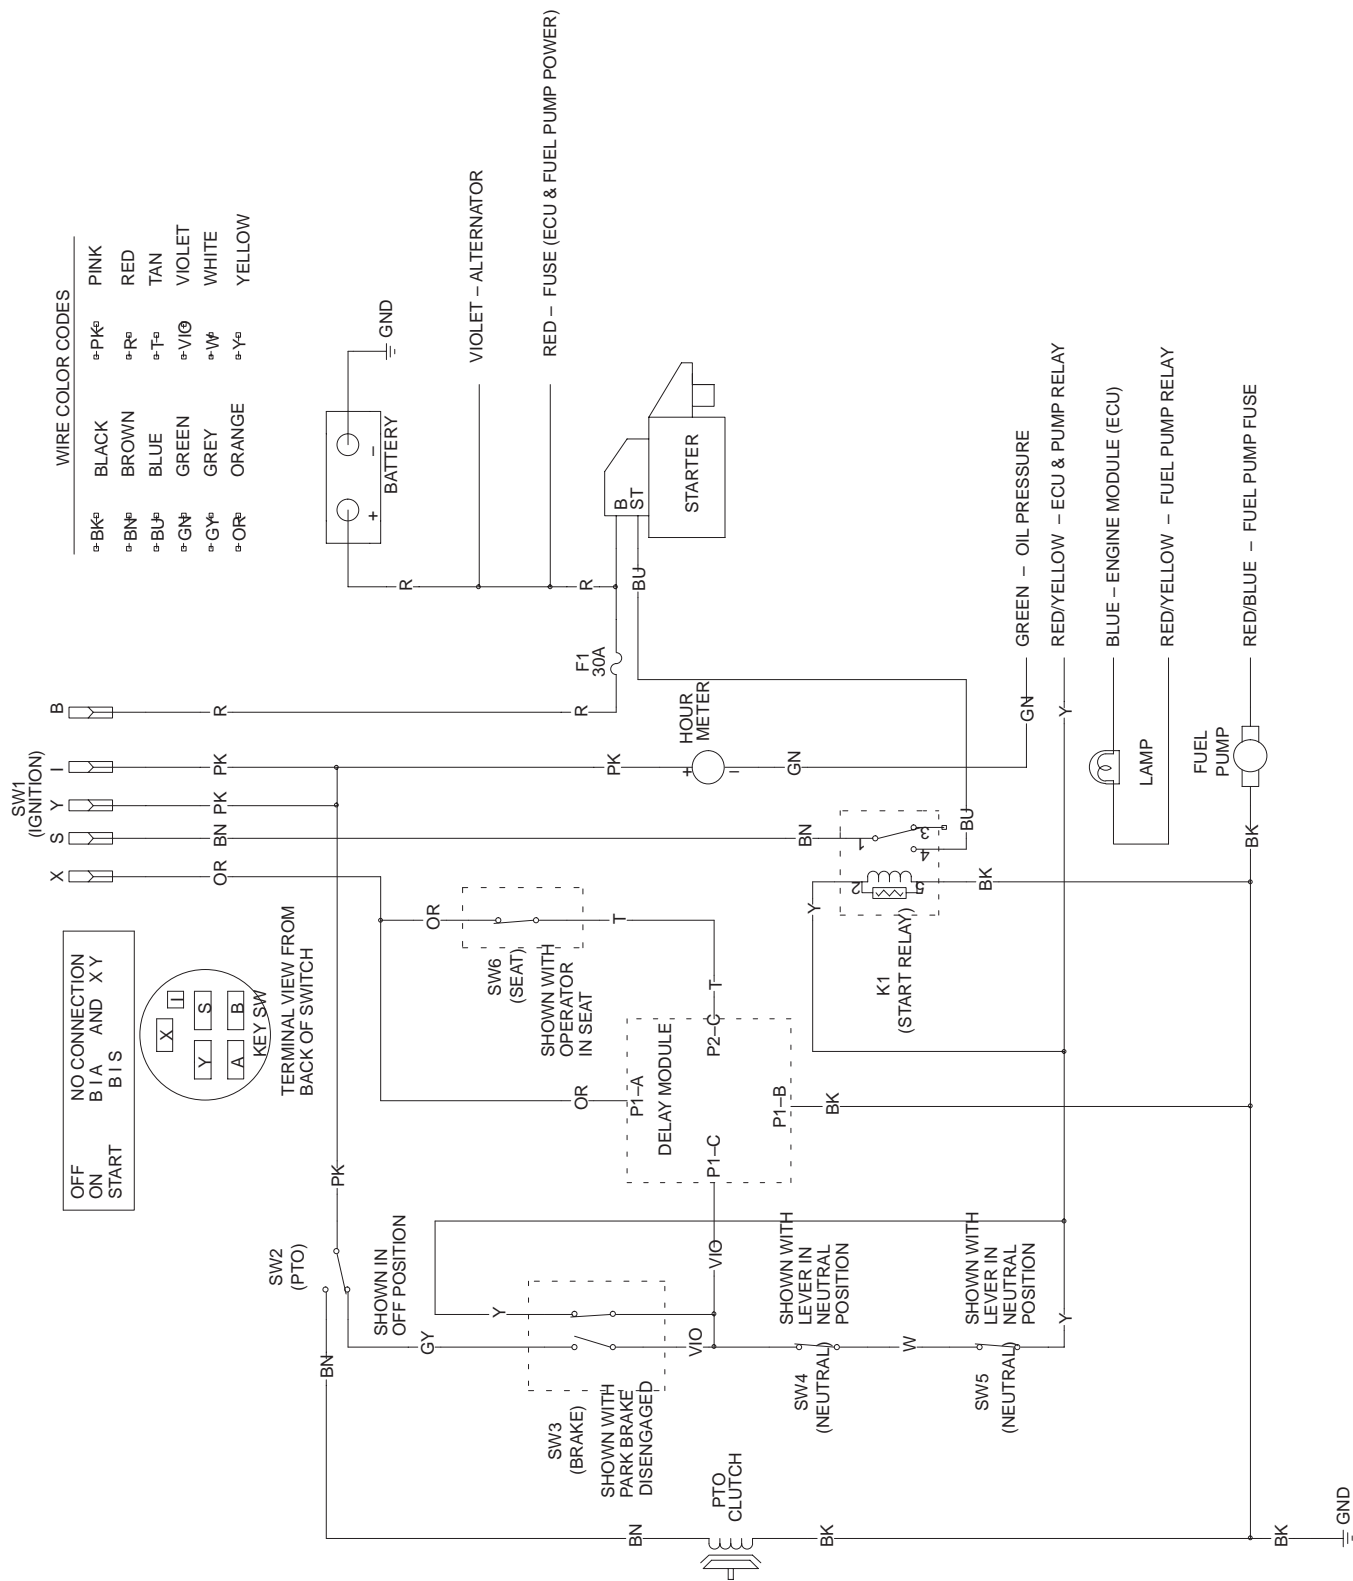 WIRE COLOR CODES
BK BLACK PK PINK
BN BROWN R RED
BU BLUE T TAN
GN GREEN VIO VIOLET
GY GREY W WHITE
OR ORANGE Y YELLOW
OFF NO CONNECTION
ON B I A AND X Y
START B I S
X
I
Y
S
A
B
KEY SW
TERMINAL VIEW FROM
BACK OF SWITCH
SW1
(IGNITION)
X
S
Y
I
B
OR
BN
PK
PK
R
+
–
BATTERY
GND
R
VIOLET – ALTERNATOR
RED – FUSE (ECU & FUEL PUMP POWER)
R
B
ST
STARTER
BU
F1
30A
R
HOUR
METER
PK
+
–
GN
GN
GREEN – OIL PRESSURE
RED/YELLOW – ECU & PUMP RELAY
Y
BLUE – ENGINE MODULE (ECU)
RED/YELLOW – FUEL PUMP RELAY
LAMP
RED/BLUE – FUEL PUMP FUSE
FUEL
PUMP
BK
BN
1
3
4
2
5
BU
Y
BK
K1
(START RELAY)
OR
SW6
(SEAT)
SHOWN WITH
OPERATOR
IN SEAT
T
T
OR
P1–A
P2–C
DELAY MODULE
P1–C
P1–B
BK
PK
SW2
(PTO)
SHOWN IN
OFF POSITION
BN
GY
Y
VIO
VIO
SW3
(BRAKE)
SHOWN WITH
PARK BRAKE
DISENGAGED
SHOWN WITH
LEVER IN
NEUTRAL
POSITION
SW4
(NEUTRAL)
W
SHOWN WITH
LEVER IN
NEUTRAL
POSITION
SW5
(NEUTRAL)
Y
BN
PTO
CLUTCH
BK
BK
GND